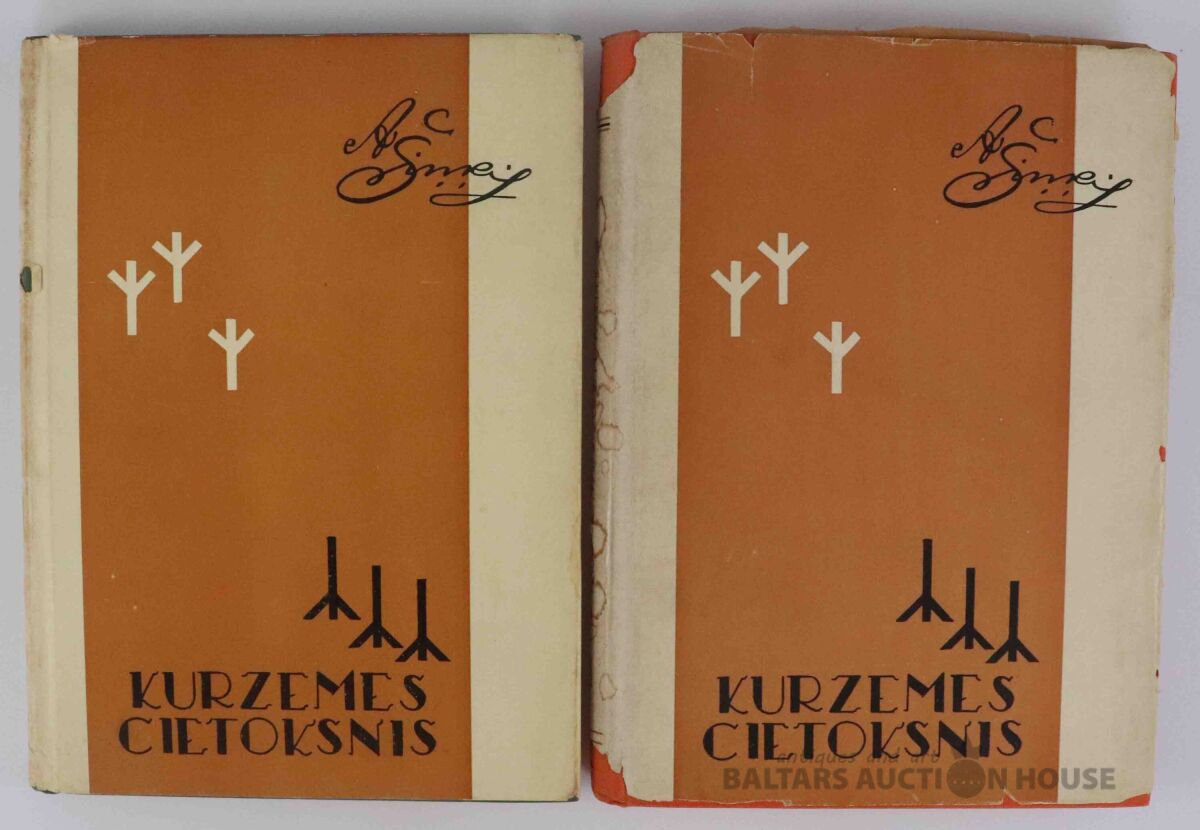 A Č
KURZEMES
CIETOKSNIS
A Č
KURZEMES
CIETOKSNIS
antiques and art
BALTARS AUCTION HOUSE